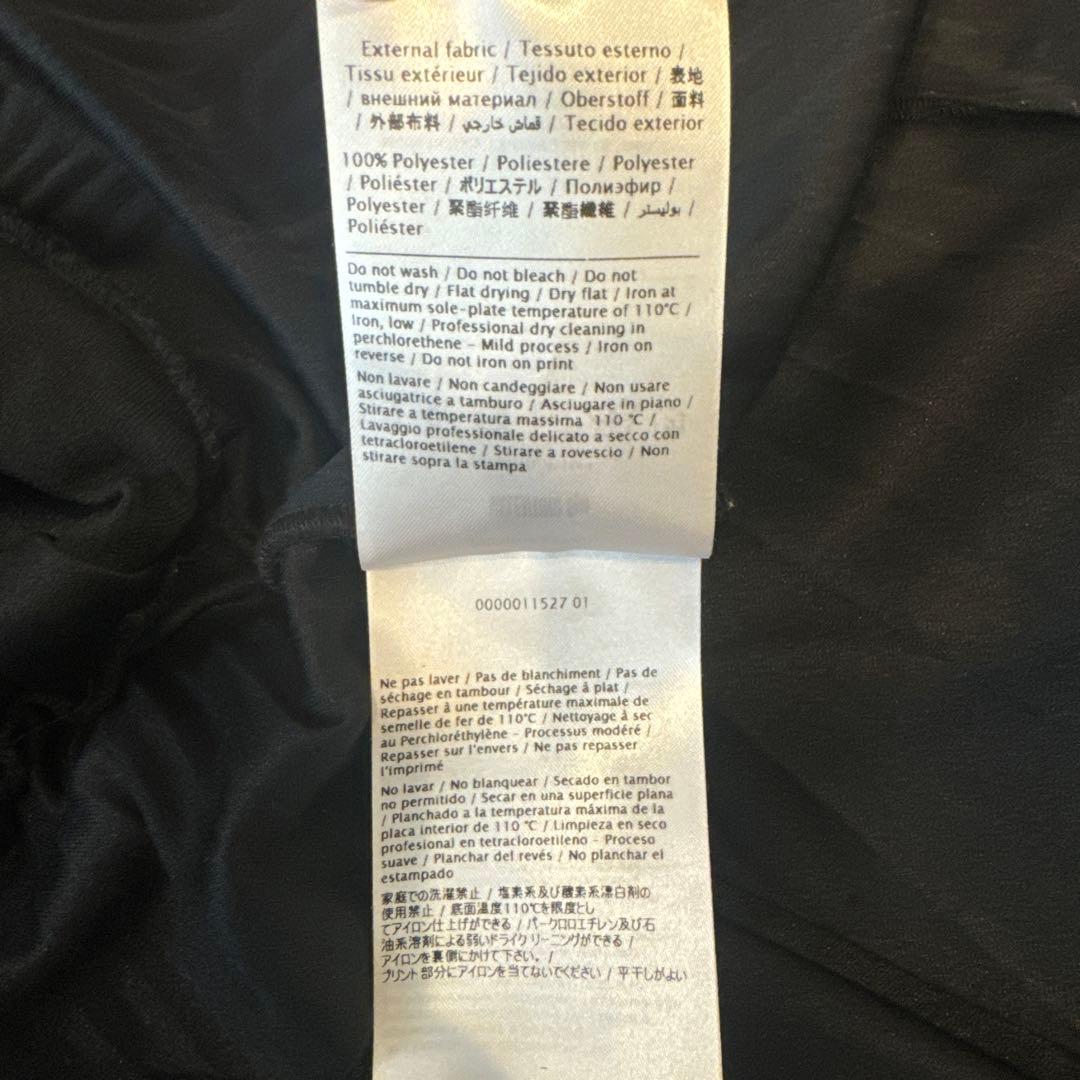 External fabric / Tessuto esterno /
Tissu extérieur / Tejido exterior / 表地
/ внешний материал / Oberstoff / 面料
/ 外部布料 / قماش خارجي / Tecido exterior
100% Polyester / Poliestere / Polyester
/ Poliéster / ポリエステル / Полиэфир /
Polyester / 聚酯纤维 / 聚酯纖維 / بوليستر /
Poliéster
Do not wash / Do not bleach / Do not
tumble dry / Flat drying / Dry flat / Iron at
maximum sole-plate temperature of 110°C /
Iron, low / Professional dry cleaning in
perchlorethene - Mild process / Iron on
reverse / Do not iron on print
Non lavare / Non candeggiare / Non usare
asciugatrice a tamburo / Asciugare in piano /
Stirare a temperatura massima 110 °C /
Lavaggio professionale delicato a secco con
tetracloroetilene / Stirare a rovescio / Non
stirare sopra la stampa
0000011527 01
Ne pas laver / Pas de blanchiment / Pas de
séchage en tambour / Séchage à plat /
Repasser à une température maximale de
semelle de fer de 110°C / Nettoyage à sec
au Perchloréthylène - Processus modéré /
Repasser sur l'envers / Ne pas repasser
l'imprimé
No lavar / No blanquear / Secado en tambor
no permitido / Secar en una superficie plana
/ Planchado a la temperatura máxima de la
placa interior de 110 °C / Limpieza en seco
profesional en tetracloroetileno - Proceso
suave / Planchar del revés / No planchar el
estampado
家庭での洗濯禁止 / 塩素系及び酸素系漂白剤の
使用禁止 / 底面温度110℃を限度とし
てアイロン仕上げができる / パークロロエチレン及び石
油系溶剤による弱いドライクリーニングができる /
アイロンを裏側にかけて下さい。 /
プリント部分にアイロンを当てないでください / 平干しがよい